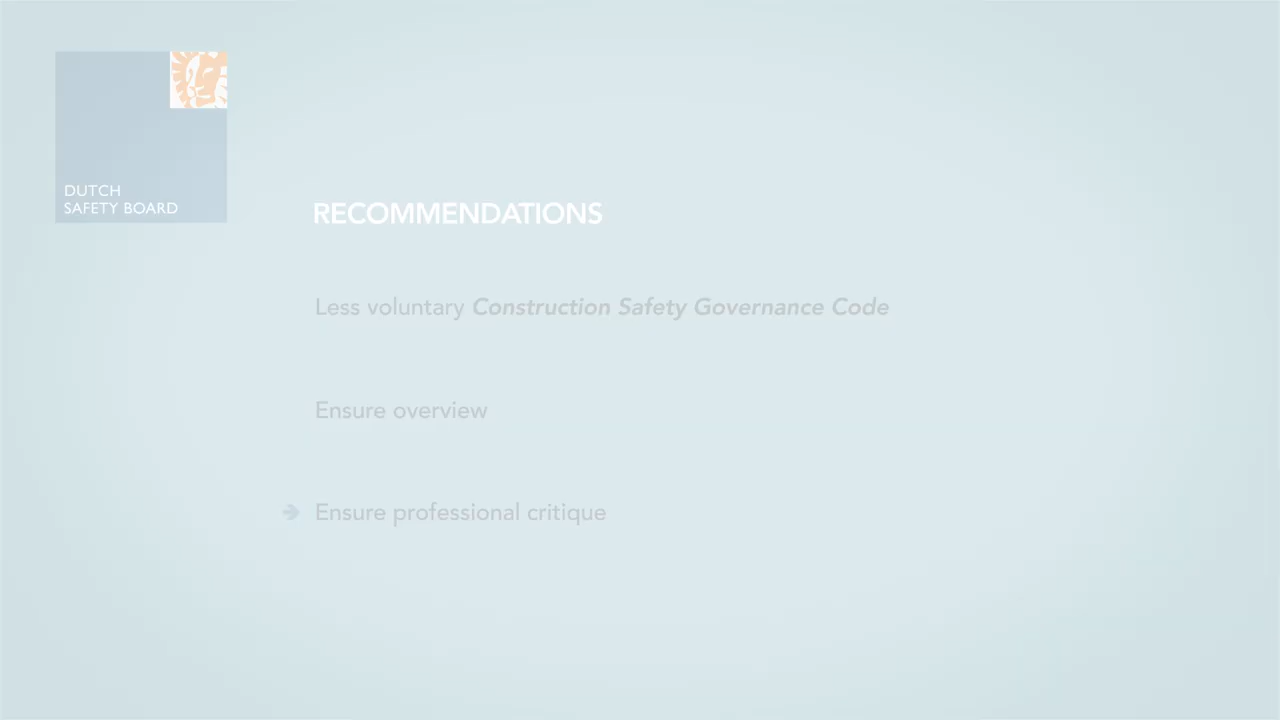 DUTCH
SAFETY BOARD
RECOMMENDATIONS
Less voluntary Construction Safety Governance Code
Ensure overview
Ensure professional critique